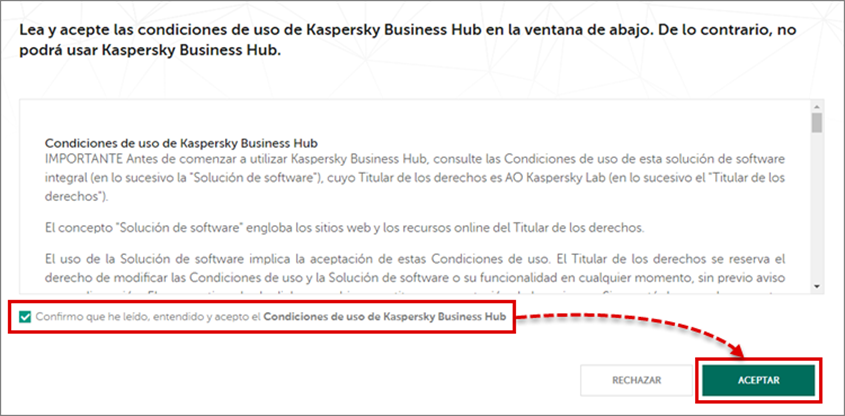 Lea y acepte las condiciones de uso de Kaspersky Business Hub en la ventana de abajo. De lo contrario, no
podrá usar Kaspersky Business Hub.
Condiciones de uso de Kaspersky Business Hub
IMPORTANTE Antes de comenzar a utilizar Kaspersky Business Hub, consulte las Condiciones de uso de esta solución de software
integral (en lo sucesivo la "Solución de software"), cuyo Titular de los derechos es AO Kaspersky Lab (en lo sucesivo el "Titular de los
derechos").
El concepto "Solución de software" engloba los sitios web y los recursos online del Titular de los derechos.
El uso de la Solución de software implica la aceptación de estas Condiciones de uso. El Titular de los derechos se reserva el
derecho de modificar las Condiciones de uso y la Solución de software o su funcionalidad en cualquier momento, sin previo aviso
Confirmo que he leído, entendido y acepto el Condiciones de uso de Kaspersky Business Hub
RECHAZAR
ACEPTAR